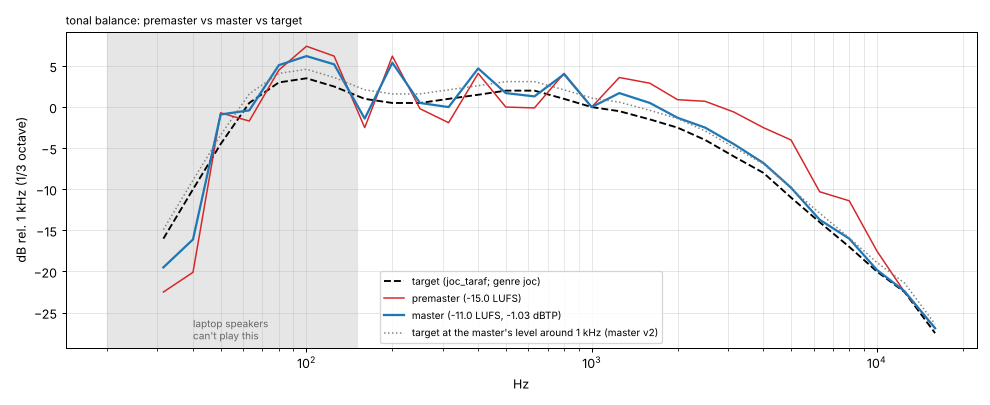 tonal balance: premaster vs master vs target
dB rel. 1 kHz (1/3 octave)
5
0
−5
−10
−15
−20
−25
laptop speakers
can't play this
target (joc_taraf; genre joc)
premaster (-15.0 LUFS)
master (-11.0 LUFS, -1.03 dBTP)
target at the master's level around 1 kHz (master v2)
10²
10³
10⁴
Hz